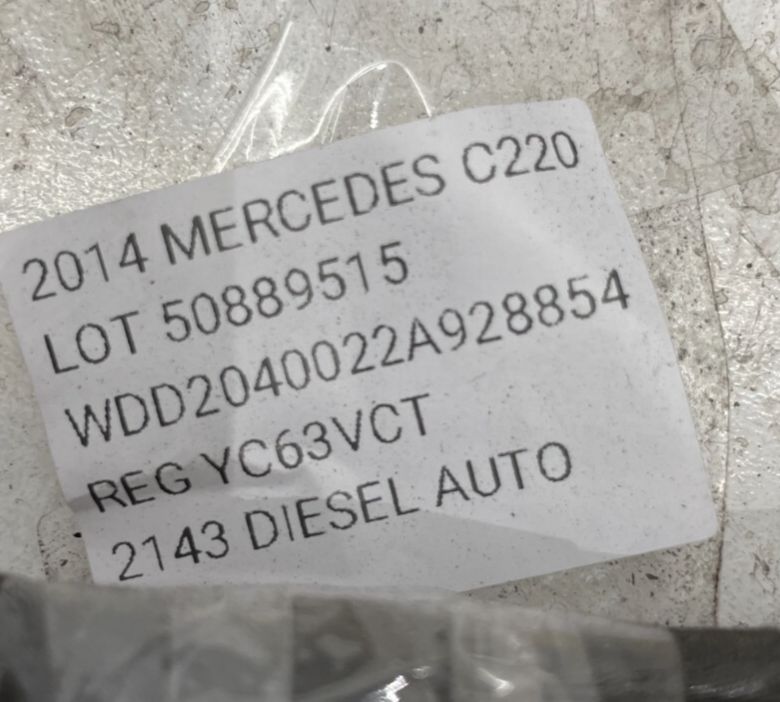 2014 MERCEDES C220
LOT 50889515
WDD2040022A928854
REG YC63VCT
2143 DIESEL AUTO